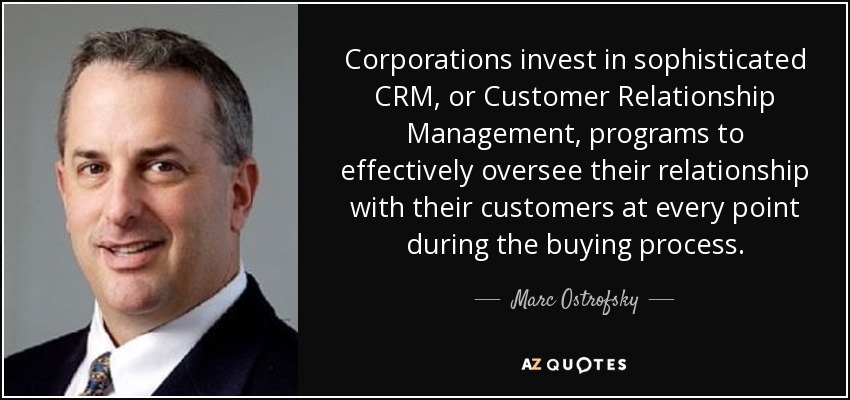 Corporations invest in sophisticated
CRM, or Customer Relationship
Management, programs to
effectively oversee their relationship
with their customers at every point
during the buying process.
Marc Ostrofsky
AZ QUOTES